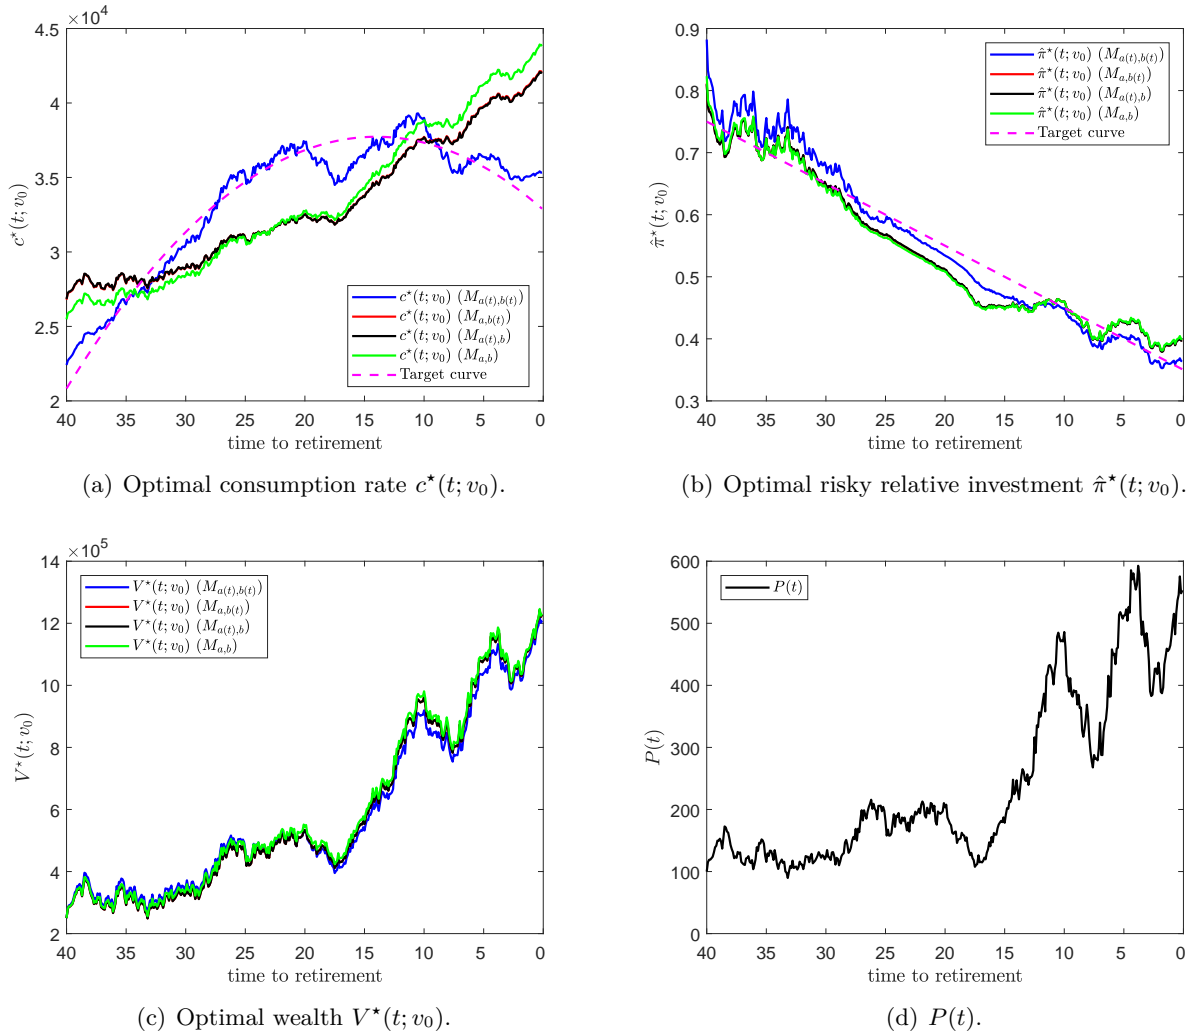 ×10⁴
4.5
4
3.5
3
2.5
2
c⋆(t; v₀)
c⋆(t; v₀) (M_{a(t),b(t)})
c⋆(t; v₀) (M_{a,b(t)})
c⋆(t; v₀) (M_{a(t),b})
c⋆(t; v₀) (M_{a,b})
Target curve
40 35 30 25 20 15 10 5 0
time to retirement
(a) Optimal consumption rate c⋆(t; v₀).
0.9
0.8
0.7
0.6
0.5
0.4
0.3
π̂⋆(t; v₀)
π̂⋆(t; v₀) (M_{a(t),b(t)})
π̂⋆(t; v₀) (M_{a,b(t)})
π̂⋆(t; v₀) (M_{a(t),b})
π̂⋆(t; v₀) (M_{a,b})
Target curve
40 35 30 25 20 15 10 5 0
time to retirement
(b) Optimal risky relative investment π̂⋆(t; v₀).
×10⁵
14
12
10
8
6
4
2
V⋆(t; v₀)
V⋆(t; v₀) (M_{a(t),b(t)})
V⋆(t; v₀) (M_{a,b(t)})
V⋆(t; v₀) (M_{a(t),b})
V⋆(t; v₀) (M_{a,b})
40 35 30 25 20 15 10 5 0
time to retirement
(c) Optimal wealth V⋆(t; v₀).
600
500
400
300
200
100
0
P(t)
P(t)
40 35 30 25 20 15 10 5 0
time to retirement
(d) P(t).